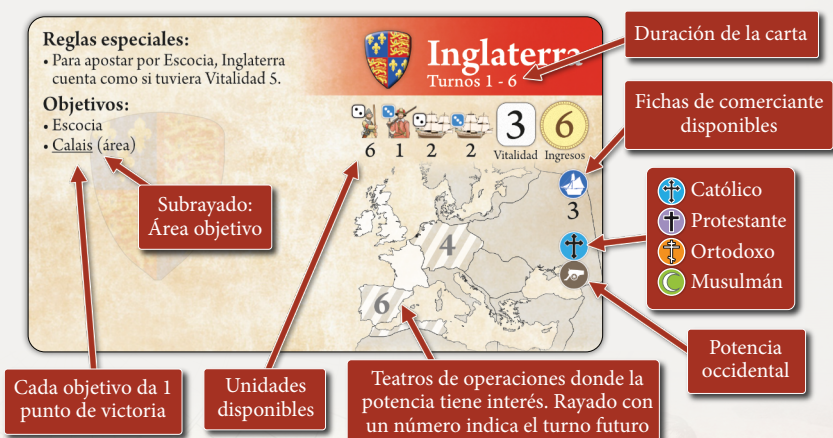 Reglas especiales:
• Para apostar por Escocia, Inglaterra
cuenta como si tuviera Vitalidad 5.
Objetivos:
• Escocia
• Calais (área)
Inglaterra
Turnos 1 - 6
6
1
2
2
3
Vitalidad
6
Ingresos
3
4
6
Duración de la carta
Fichas de comerciante
disponibles
Católico
Protestante
Ortodoxo
Musulmán
Potencia
occidental
Subrayado:
Área objetivo
Cada objetivo da 1
punto de victoria
Unidades
disponibles
Teatros de operaciones donde la
potencia tiene interés. Rayado con
un número indica el turno futuro